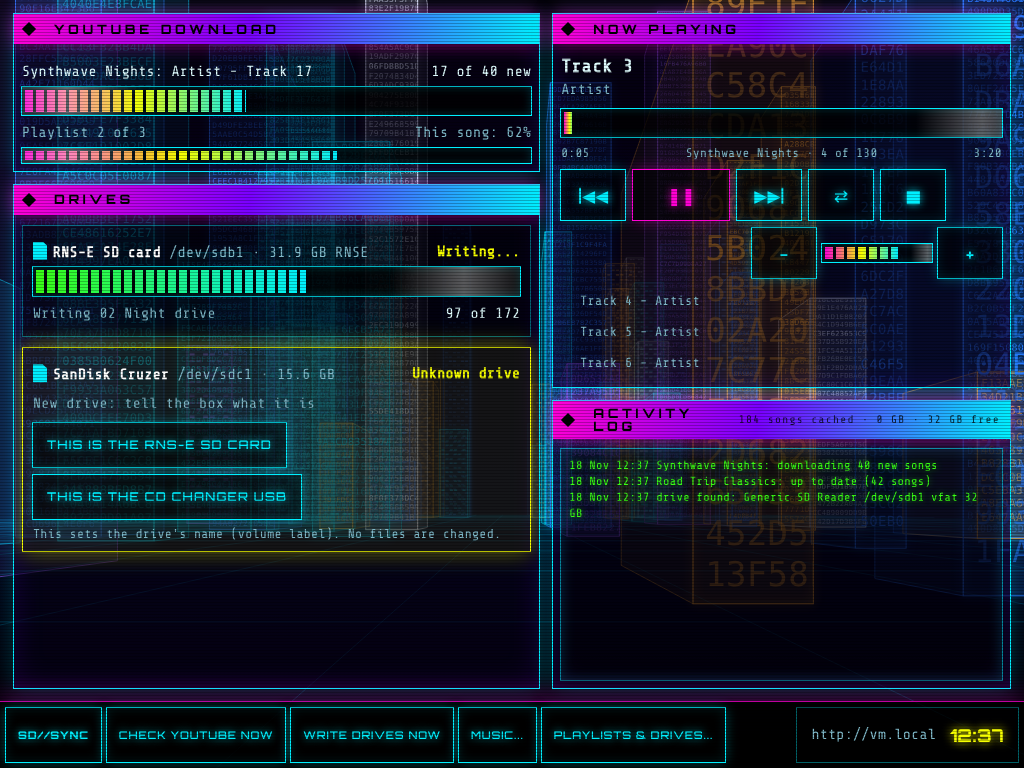 YOUTUBE DOWNLOAD
Synthwave Nights: Artist - Track 17
17 of 40 new
Playlist 2 of 3
This song: 62%
DRIVES
RNS-E SD card /dev/sdb1 · 31.9 GB RNSE
Writing...
Writing 02 Night drive
97 of 172
SanDisk Cruzer /dev/sdc1 · 15.6 GB
Unknown drive
New drive: tell the box what it is
THIS IS THE RNS-E SD CARD
THIS IS THE CD CHANGER USB
This sets the drive's name (volume label). No files are changed.
NOW PLAYING
Track 3
Artist
0:05
Synthwave Nights · 4 of 130
3:20
-
+
Track 4 - Artist
Track 5 - Artist
Track 6 - Artist
ACTIVITY
LOG
184 songs cached · 0 GB · 32 GB free
18 Nov 12:37 Synthwave Nights: downloading 40 new songs
18 Nov 12:37 Road Trip Classics: up to date (42 songs)
18 Nov 12:37 drive found: Generic SD Reader /dev/sdb1 vfat 32
GB
452D5
13F58
SD//SYNC
CHECK YOUTUBE NOW
WRITE DRIVES NOW
MUSIC...
PLAYLISTS & DRIVES...
http://vm.local
12:37